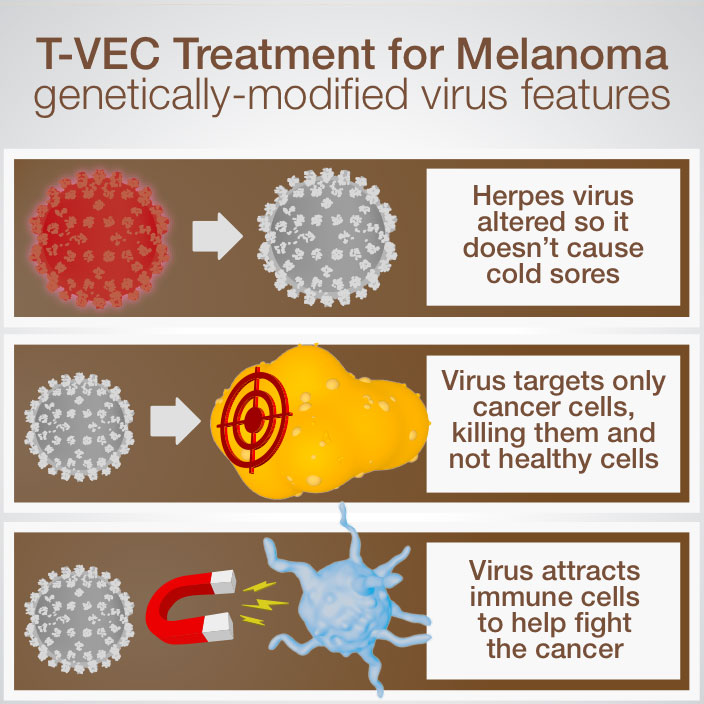 T-VEC Treatment for Melanoma
genetically-modified virus features
Herpes virus
altered so it
doesn't cause
cold sores
Virus targets only
cancer cells,
killing them and
not healthy cells
Virus attracts
immune cells
to help fight
the cancer